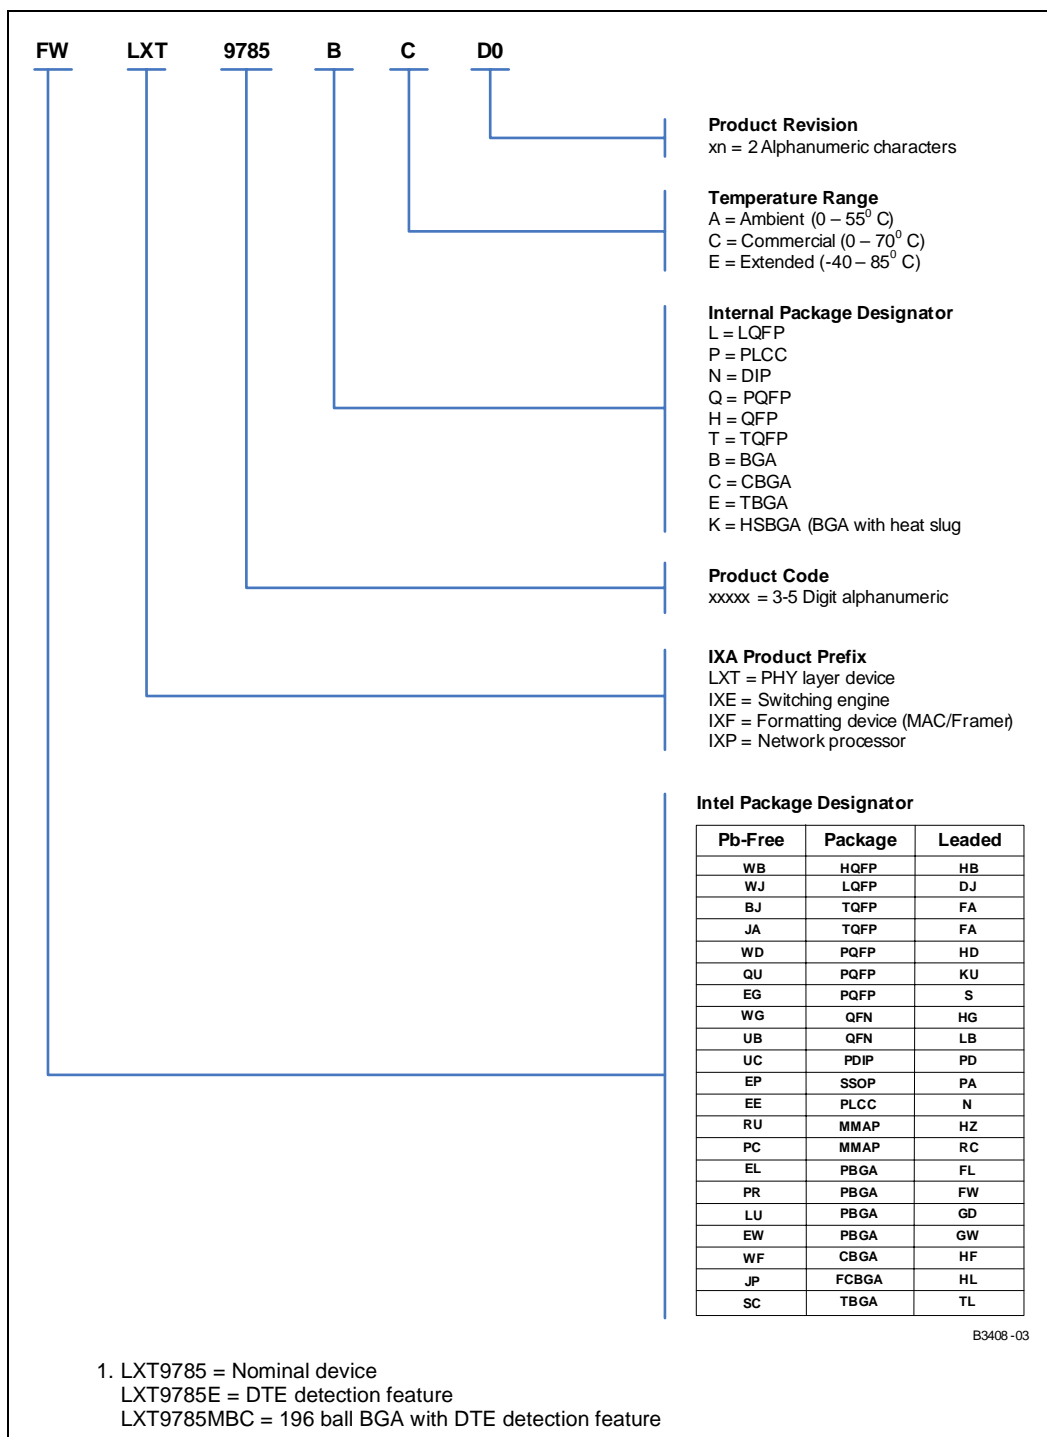 FW LXT 9785 B C D0
Product Revision
xn = 2 Alphanumeric characters
Temperature Range
A = Ambient (0 – 55⁰ C)
C = Commercial (0 – 70⁰ C)
E = Extended (-40 – 85⁰ C)
Internal Package Designator
L = LQFP
P = PLCC
N = DIP
Q = PQFP
H = QFP
T = TQFP
B = BGA
C = CBGA
E = TBGA
K = HSBGA (BGA with heat slug
Product Code
xxxxx = 3-5 Digit alphanumeric
IXA Product Prefix
LXT = PHY layer device
IXE = Switching engine
IXF = Formatting device (MAC/Framer)
IXP = Network processor
Intel Package Designator
Pb-Free Package Leaded
WB HQFP HB
WJ LQFP DJ
BJ TQFP FA
JA TQFP FA
WD PQFP HD
QU PQFP KU
EG PQFP S
WG QFN HG
UB QFN LB
UC PDIP PD
EP SSOP PA
EE PLCC N
RU MMAP HZ
PC MMAP RC
EL PBGA FL
PR PBGA FW
LU PBGA GD
EW PBGA GW
WF CBGA HF
JP FCBGA HL
SC TBGA TL
B3408-03
1. LXT9785 = Nominal device
LXT9785E = DTE detection feature
LXT9785MBC = 196 ball BGA with DTE detection feature